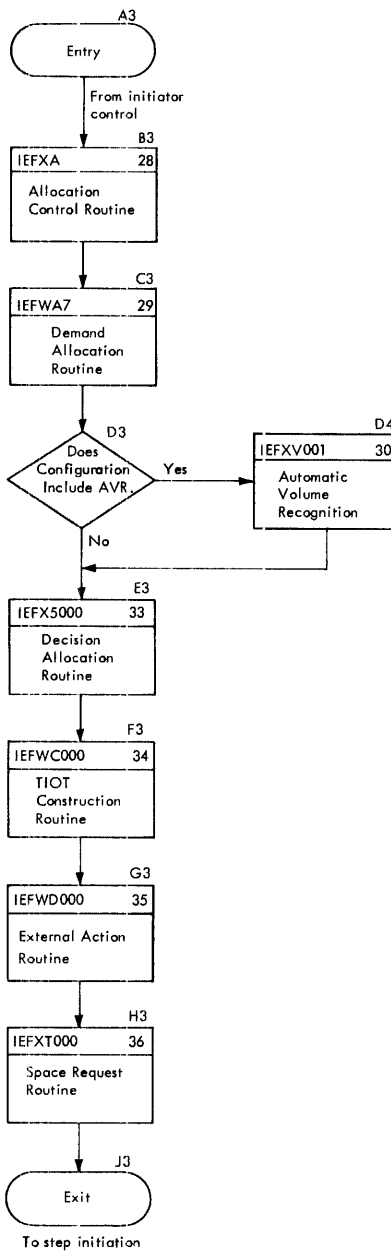 A3
Entry
From initiator
control
B3
IEFXA 28
Allocation
Control Routine
C3
IEFWA7 29
Demand
Allocation
Routine
D3
Does
Configuration
Include AVR.
Yes
No
D4
IEFXV001 30
Automatic
Volume
Recognition
E3
IEFX5000 33
Decision
Allocation
Routine
F3
IEFWC000 34
TIOT
Construction
Routine
G3
IEFWD000 35
External Action
Routine
H3
IEFXT000 36
Space Request
Routine
J3
Exit
To step initiation